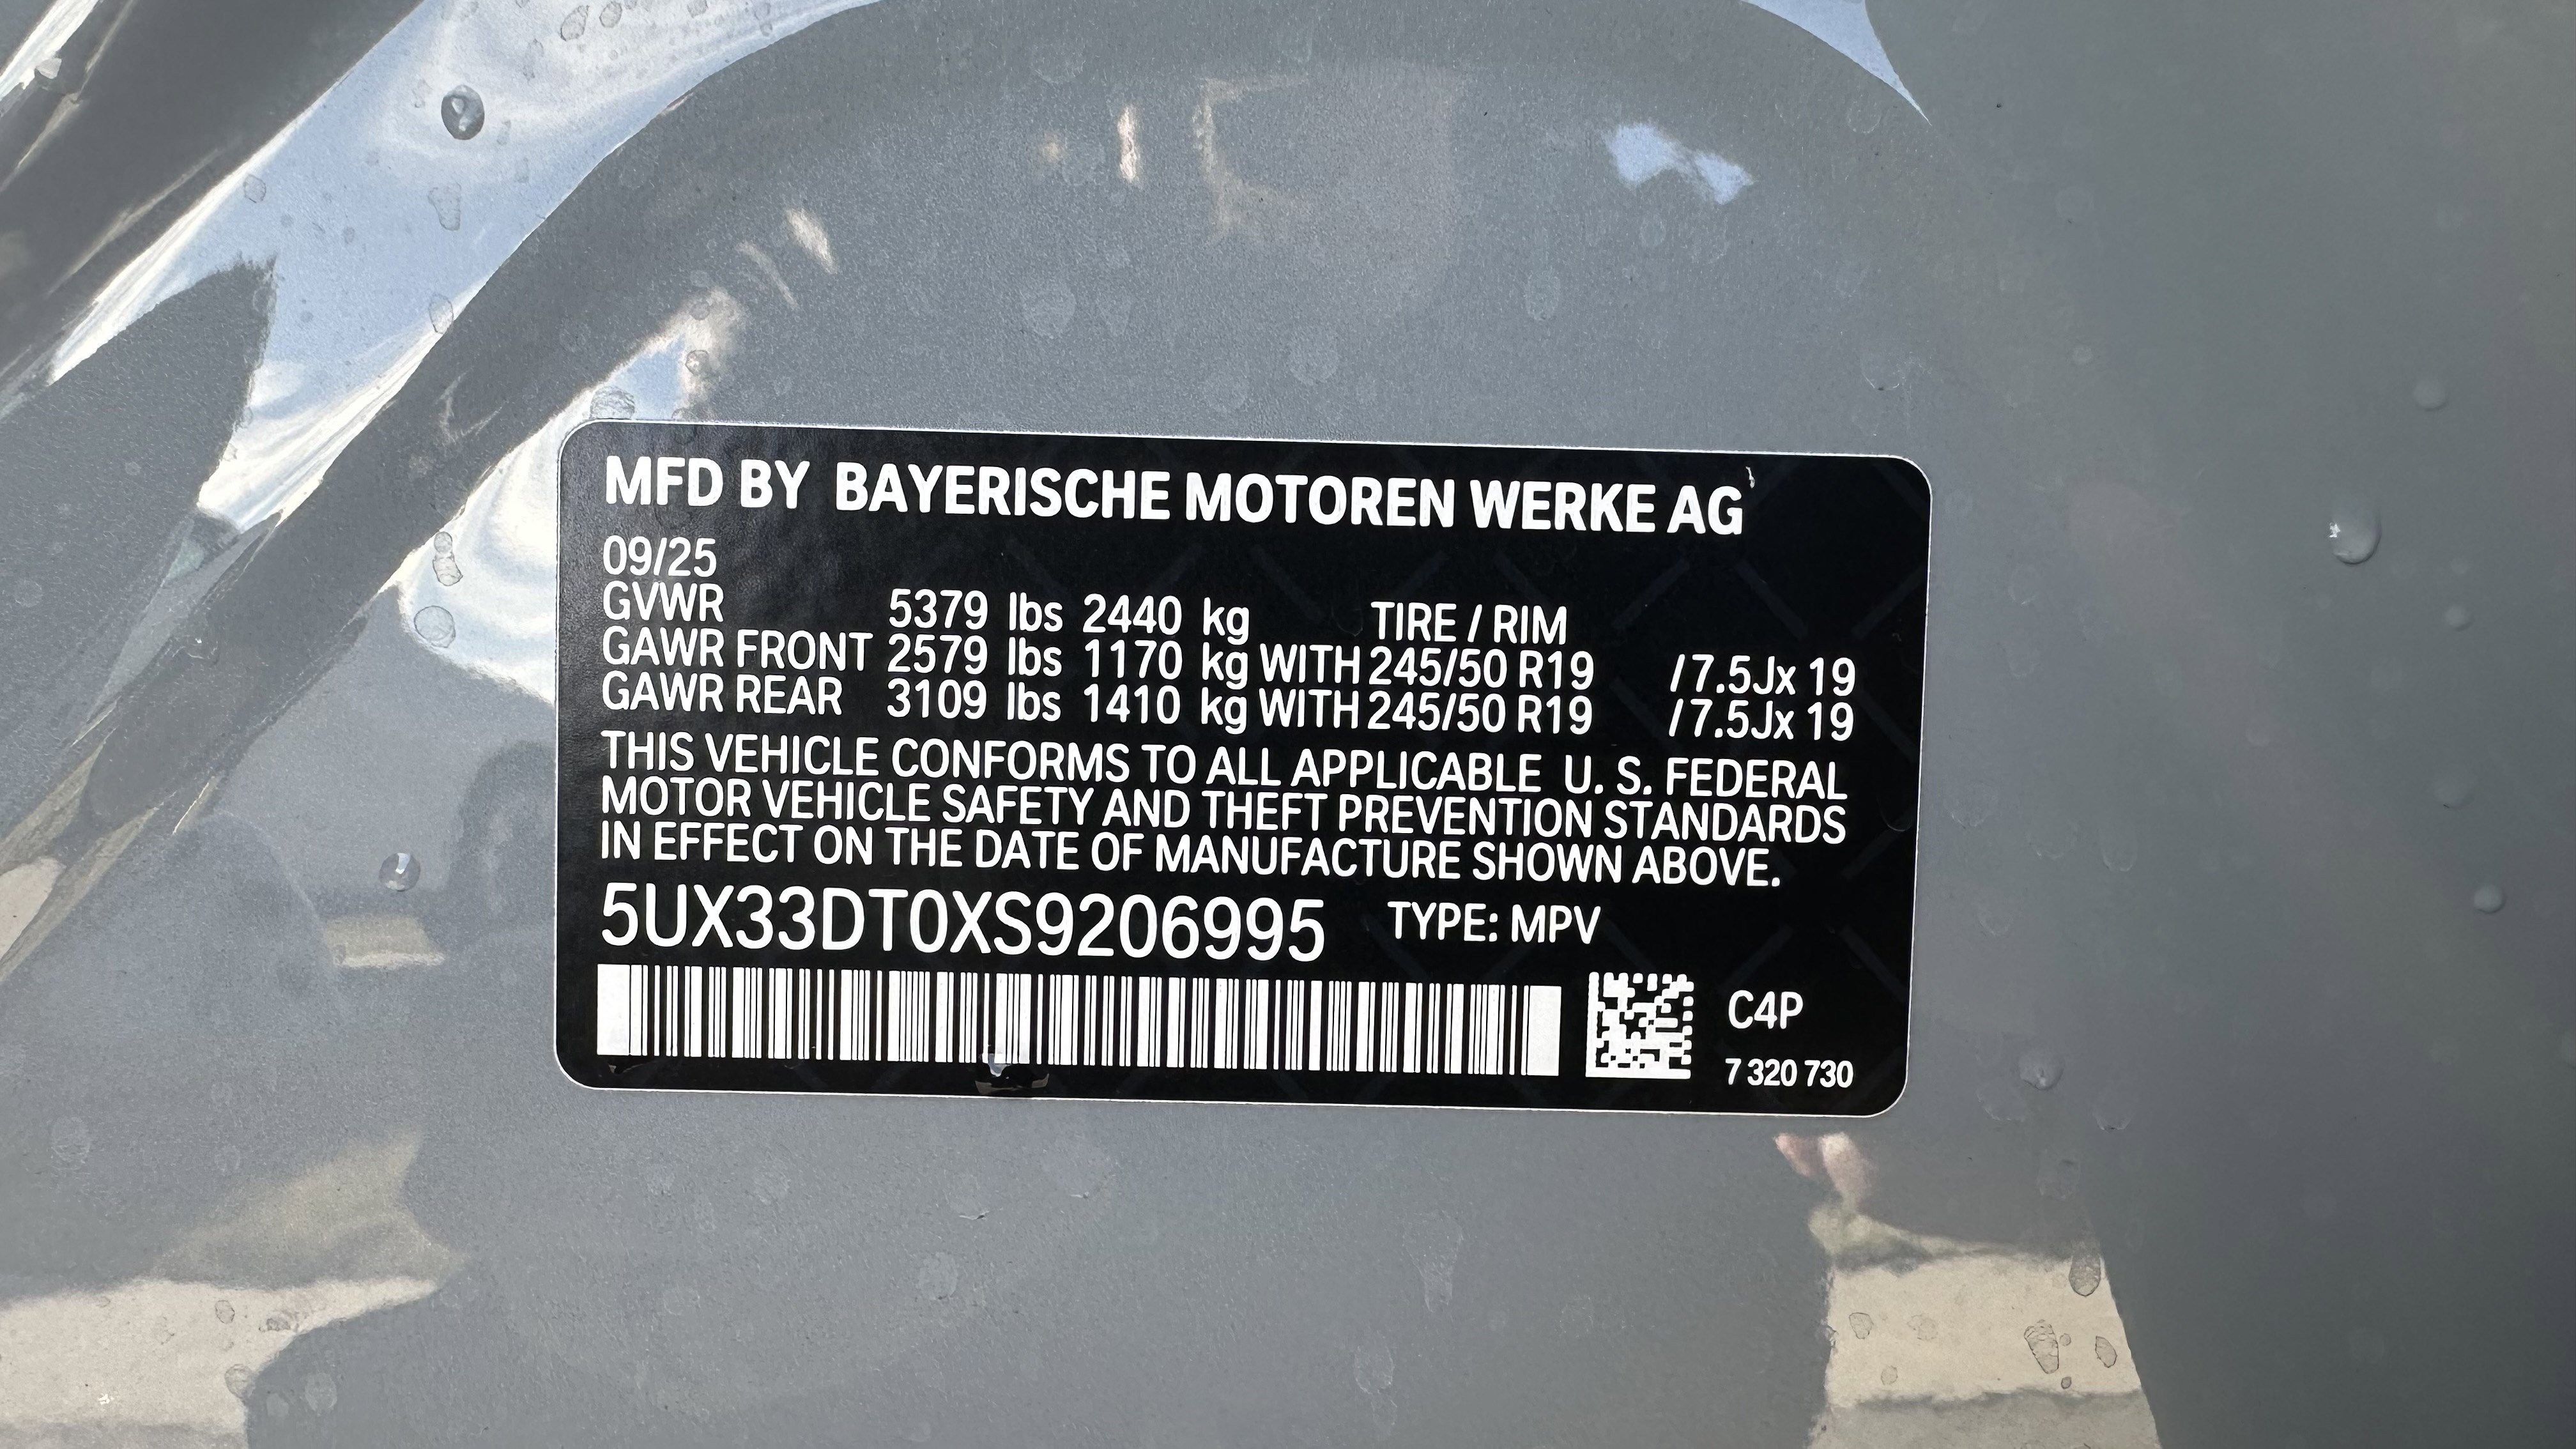 MFD BY BAYERISCHE MOTOREN WERKE AG
09/25
GVWR 5379 lbs 2440 kg TIRE / RIM
GAWR FRONT 2579 lbs 1170 kg WITH 245/50 R19 / 7.5Jx 19
GAWR REAR 3109 lbs 1410 kg WITH 245/50 R19 / 7.5Jx 19
THIS VEHICLE CONFORMS TO ALL APPLICABLE U. S. FEDERAL
MOTOR VEHICLE SAFETY AND THEFT PREVENTION STANDARDS
IN EFFECT ON THE DATE OF MANUFACTURE SHOWN ABOVE.
5UX33DT0XS9206995 TYPE: MPV
C4P
7 320 730